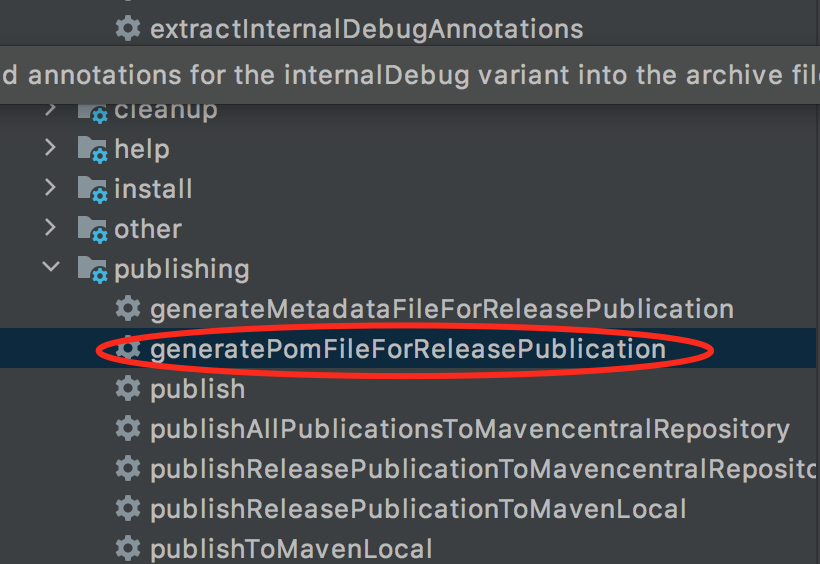 extractInternalDebugAnnotations
d annotations for the internalDebug variant into the archive fil
cleanup
help
install
other
publishing
generateMetadataFileForReleasePublication
generatePomFileForReleasePublication
publish
publishAllPublicationsToMavencentralRepository
publishReleasePublicationToMavencentralReposito
publishReleasePublicationToMavenLocal
publishToMavenLocal